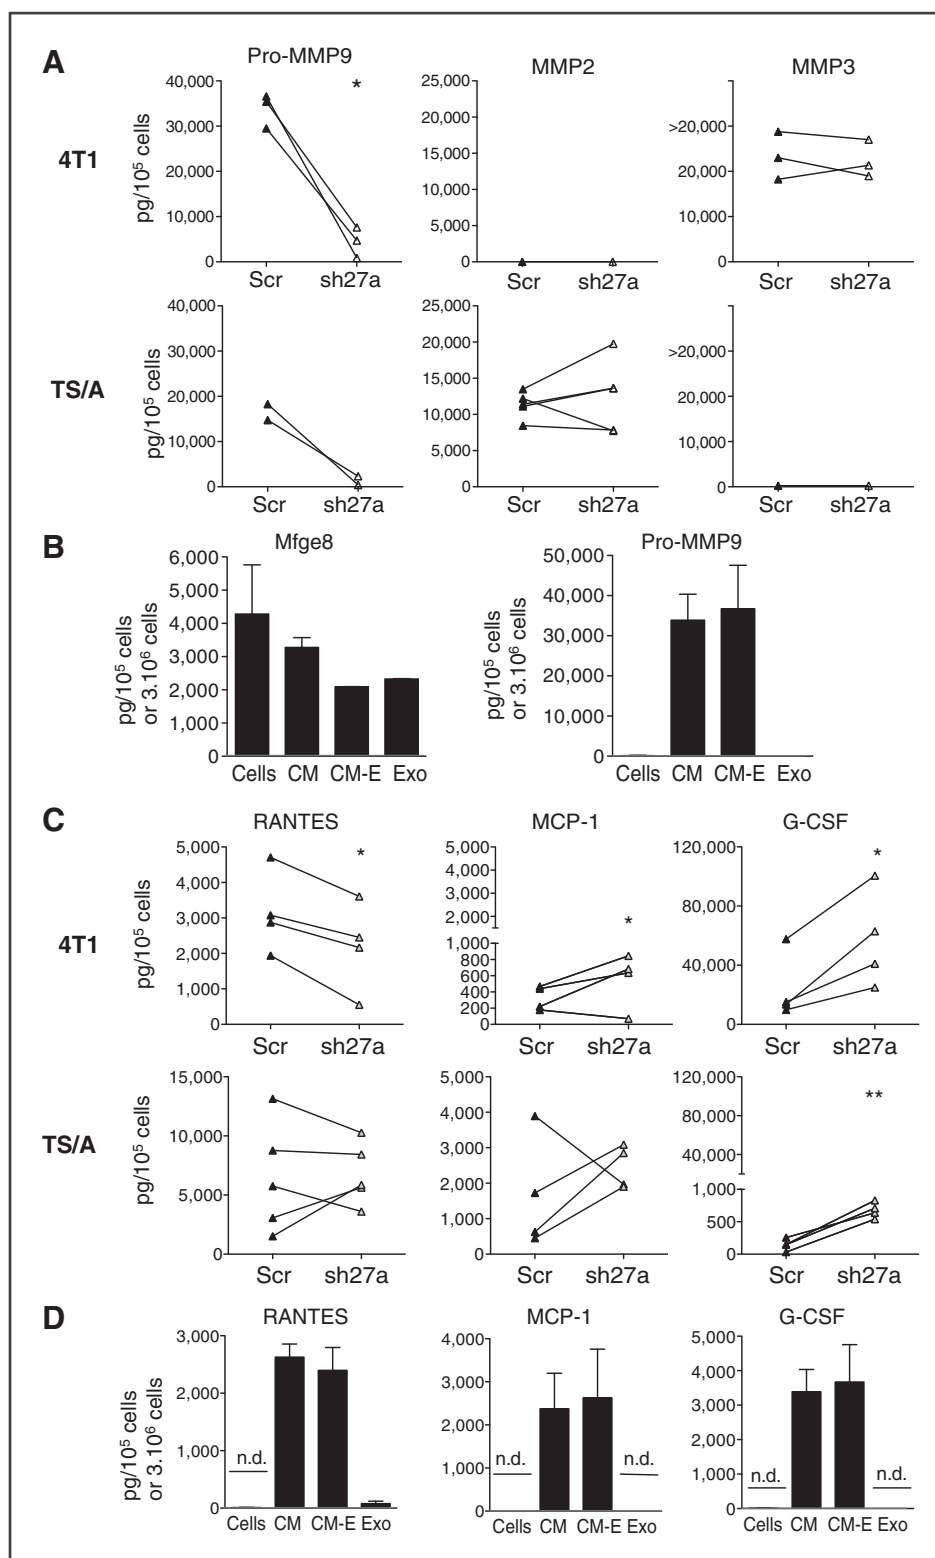 A
Pro-MMP9
MMP2
MMP3
4T1
pg/10⁵ cells
40,000
30,000
20,000
10,000
0
*
Scr sh27a
25,000
20,000
15,000
10,000
5,000
0
Scr sh27a
>20,000
20,000
10,000
0
Scr sh27a
TS/A
pg/10⁵ cells
40,000
30,000
20,000
10,000
0
Scr sh27a
25,000
20,000
15,000
10,000
5,000
0
Scr sh27a
>20,000
20,000
10,000
0
Scr sh27a
B
Mfge8
pg/10⁵ cells
or 3.10⁶ cells
6,000
5,000
4,000
3,000
2,000
1,000
0
Cells CM CM-E Exo
Pro-MMP9
pg/10⁵ cells
or 3.10⁶ cells
50,000
40,000
30,000
20,000
10,000
0
Cells CM CM-E Exo
C
RANTES
MCP-1
G-CSF
4T1
pg/10⁵ cells
5,000
4,000
3,000
2,000
1,000
0
*
Scr sh27a
5,000
4,000
3,000
2,000
1,000
800
600
400
200
0
*
Scr sh27a
120,000
80,000
40,000
0
*
Scr sh27a
TS/A
pg/10⁵ cells
15,000
10,000
5,000
0
Scr sh27a
5,000
4,000
3,000
2,000
1,000
0
Scr sh27a
120,000
80,000
40,000
1,000
500
0
**
Scr sh27a
D
RANTES
pg/10⁵ cells
or 3.10⁶ cells
3,000
2,000
1,000
0
n.d.
Cells CM CM-E Exo
MCP-1
4,000
3,000
2,000
1,000
0
n.d.
n.d.
Cells CM CM-E Exo
G-CSF
5,000
4,000
3,000
2,000
1,000
0
n.d.
n.d.
Cells CM CM-E Exo